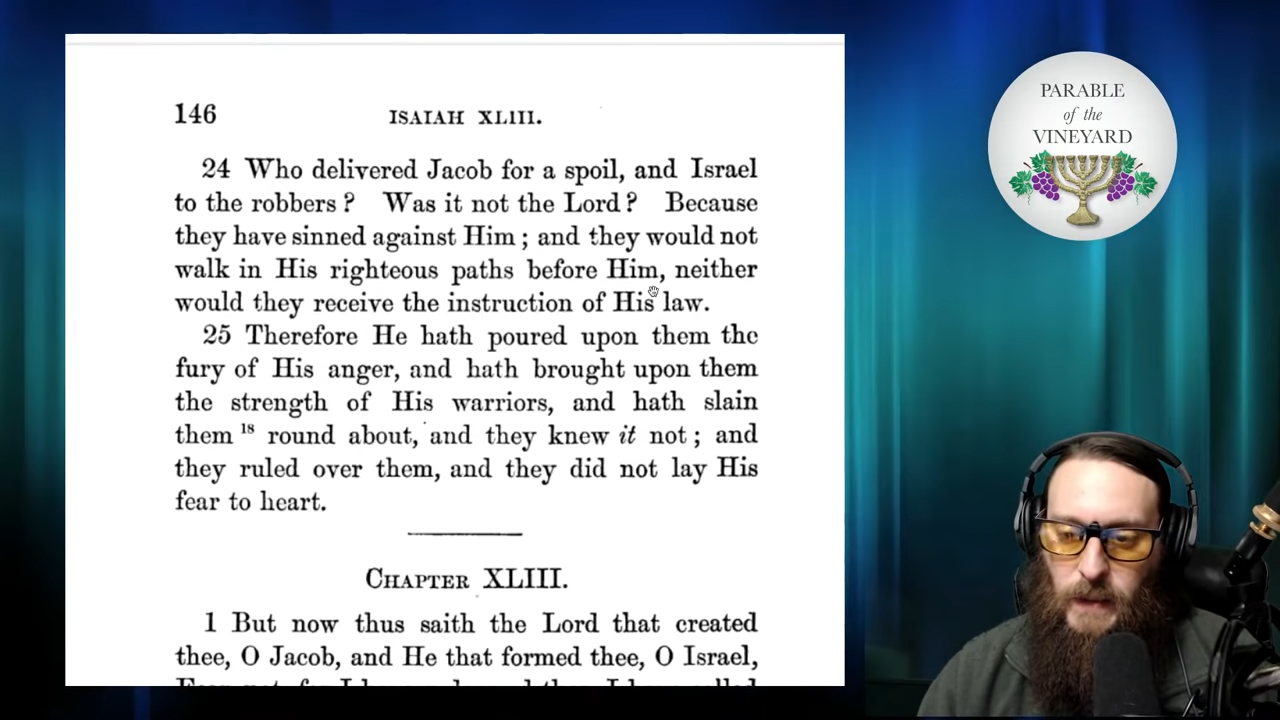 146 ISAIAH XLIII.
24 Who delivered Jacob for a spoil, and Israel
to the robbers? Was it not the Lord? Because
they have sinned against Him; and they would not
walk in His righteous paths before Him, neither
would they receive the instruction of His law.
25 Therefore He hath poured upon them the
fury of His anger, and hath brought upon them
the strength of His warriors, and hath slain
them 18 round about, and they knew it not; and
they ruled over them, and they did not lay His
fear to heart.
CHAPTER XLIII.
1 But now thus saith the Lord that created
thee, O Jacob, and He that formed thee, O Israel,
PARABLE
of the
VINEYARD